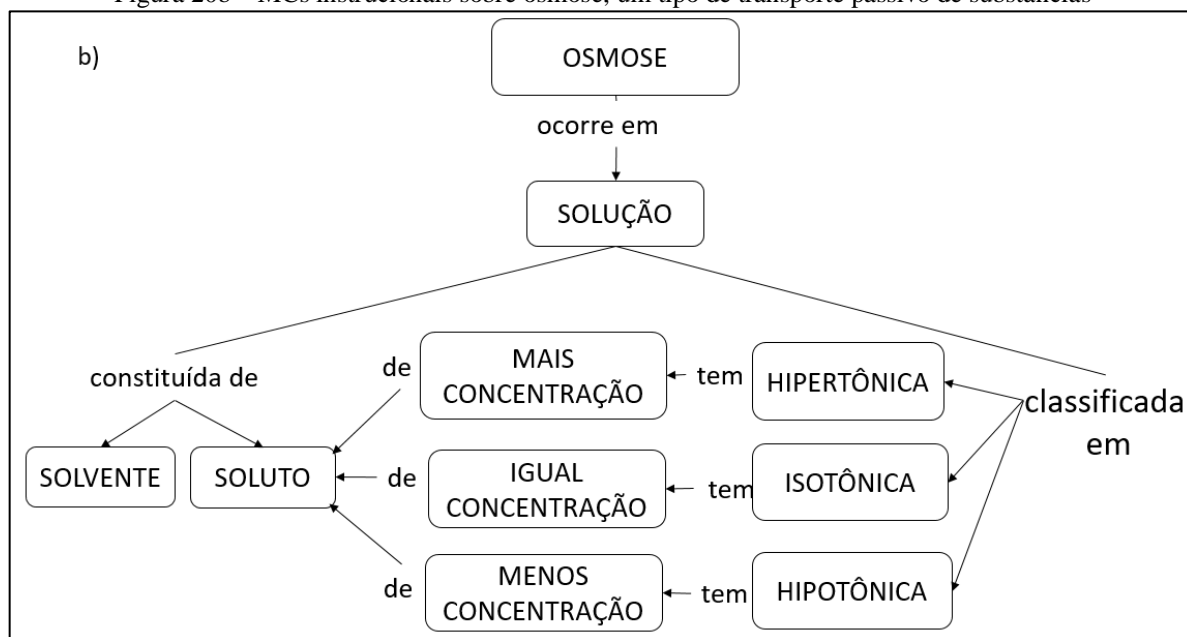 Figura 20b – MCs instrucionais sobre osmose, um tipo de transporte passivo de substâncias
b)
OSMOSE
ocorre em
SOLUÇÃO
constituída de
SOLVENTE
SOLUTO
de
MAIS
CONCENTRAÇÃO
tem
HIPERTÔNICA
de
IGUAL
CONCENTRAÇÃO
tem
ISOTÔNICA
de
MENOS
CONCENTRAÇÃO
tem
HIPOTÔNICA
classificada
em